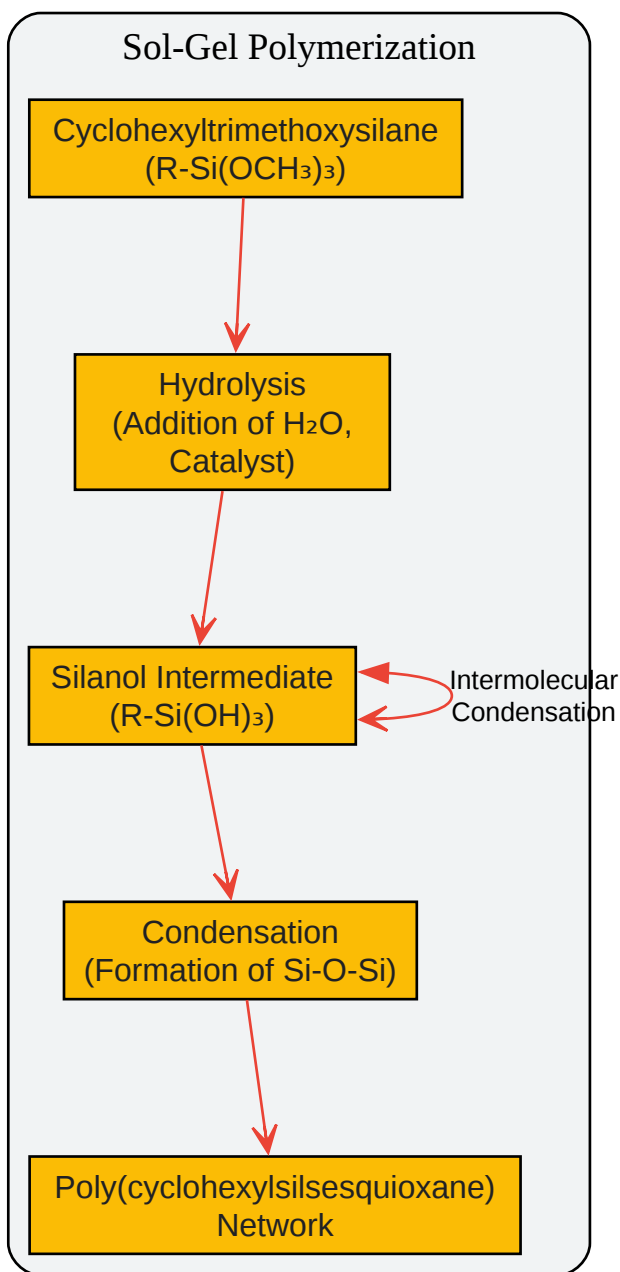 Sol-Gel Polymerization
Cyclohexyltrimethoxysilane
(R-Si(OCH₃)₃)
Hydrolysis
(Addition of H₂O,
Catalyst)
Silanol Intermediate
(R-Si(OH)₃)
Intermolecular
Condensation
Condensation
(Formation of Si-O-Si)
Poly(cyclohexylsilsesquioxane)
Network